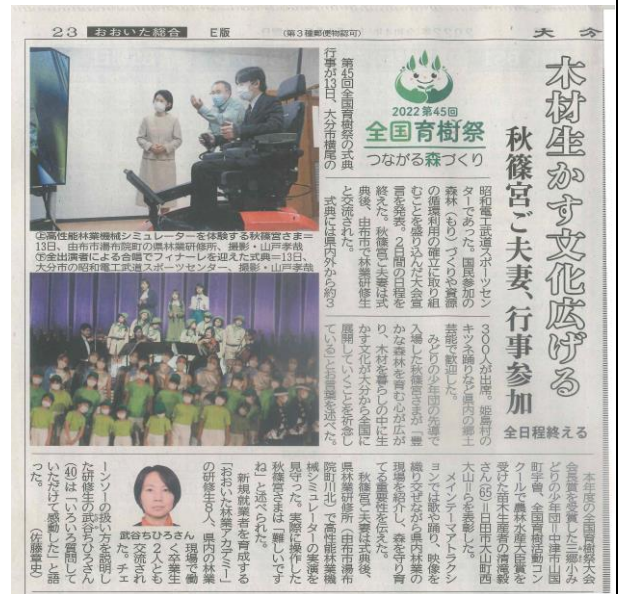 23 おおいた総合 E版 (第3種郵便物認可) 大分
木材生かす文化広げる
秋篠宮ご夫妻、行事参加
全日程終える
2022 第45回
全国育樹祭
つながる森づくり
第45回全国育樹祭の式典
行事が13日、大分市横尾の
昭和電工武道スポーツセン
ターであった。国民参加の
森林(もり)づくりや資源
の循環利用の確立に取り組
むことを盛り込んだ大会宣
言を発表。2日間の日程を
終えた。秋篠宮ご夫妻は式
典後、由布市で林業研修生
と交流された。
式典には県内外から約3
300人が出席。姫島村の
キツネ踊りなど県内の郷土
芸能で歓迎した。
みどりの少年団の先導で
入場した秋篠宮さまが「豊
かな森林を育む心が広が
り、木材を暮らしの中に生
かす文化が大分から全国に
展開していくことを祈念し
ている」とお言葉を述べた。
本年度の全国育樹祭大会
会長賞を受賞した三郷小み
どりの少年団=中津市山国
町宇曽、全国育樹活動コン
クールで農林水産大臣賞を
受けた苗木生産者の清滝毅
さん(65)=日田市大山町西
大山=らを表彰した。
メインテーマアトラクシ
ョンでは歌や踊り、映像を
織り交ぜながら県内林業の
現場を紹介し、森を守り育
てる重要性を伝えた。
秋篠宮ご夫妻は式典後、
県林業研修所(由布市湯布
院町川北)で高性能林業機
械シミュレーターの実演を
見守った。実際に操作した
秋篠宮さまは「難しいです
ね」と述べられた。
新規就業者を育成する
「おおいた林業アカデミー」
の研修生8人、県内の林業
現場で働
く卒業生
2人とも
交流され
た。チェ
ーンソーの扱い方を説明し
た研修生の武谷ちひろさん
(40)は「いろいろ質問して
いただけて感動した」と語
った。 (佐藤章史)
武谷ちひろさん
㊤高性能林業機械シミュレーターを体験する秋篠宮さま=
13日、由布市湯布院町の県林業研修所、撮影・山戸孝哉
㊦全出演者による合唱でフィナーレを迎えた式典=13日、
大分市の昭和電工武道スポーツセンター、撮影・山戸孝哉